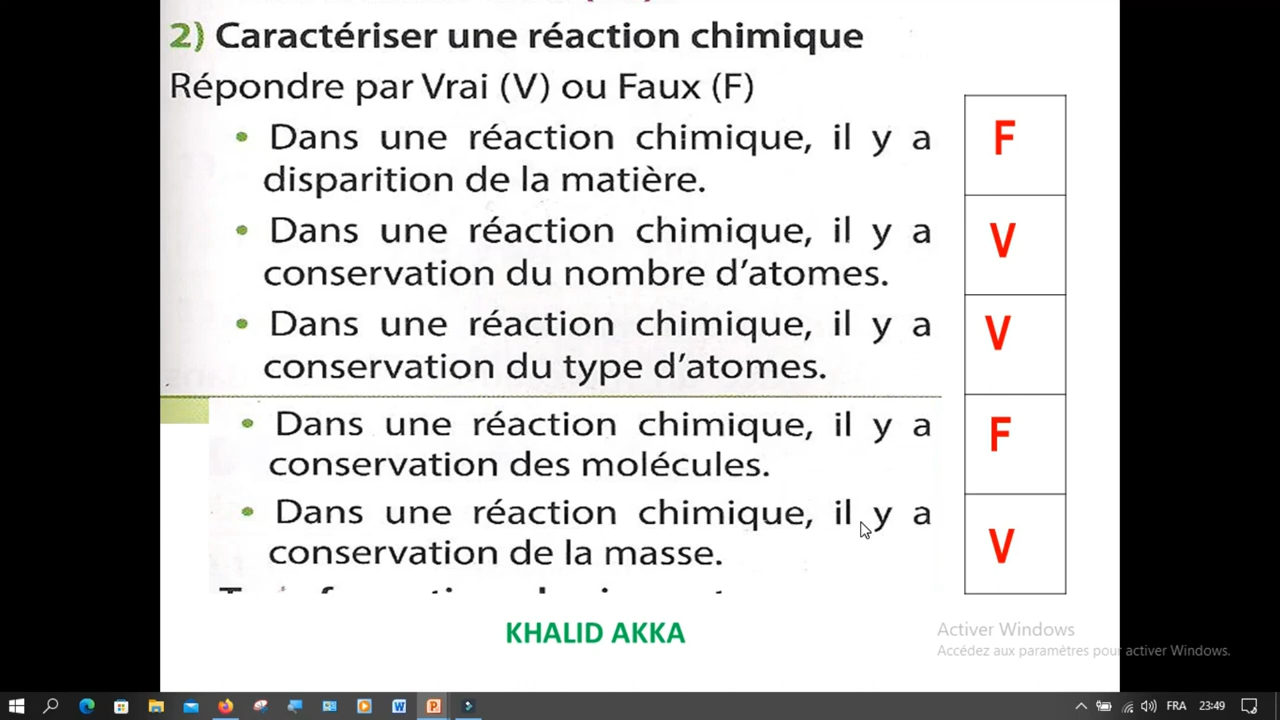 2) Caractériser une réaction chimique
Répondre par Vrai (V) ou Faux (F)
• Dans une réaction chimique, il y a
disparition de la matière.
F
• Dans une réaction chimique, il y a
conservation du nombre d'atomes.
V
• Dans une réaction chimique, il y a
conservation du type d'atomes.
V
• Dans une réaction chimique, il y a
conservation des molécules.
F
• Dans une réaction chimique, il y a
conservation de la masse.
V
KHALID AKKA
Activer Windows
Accédez aux paramètres pour activer Windows.
FRA 23:49